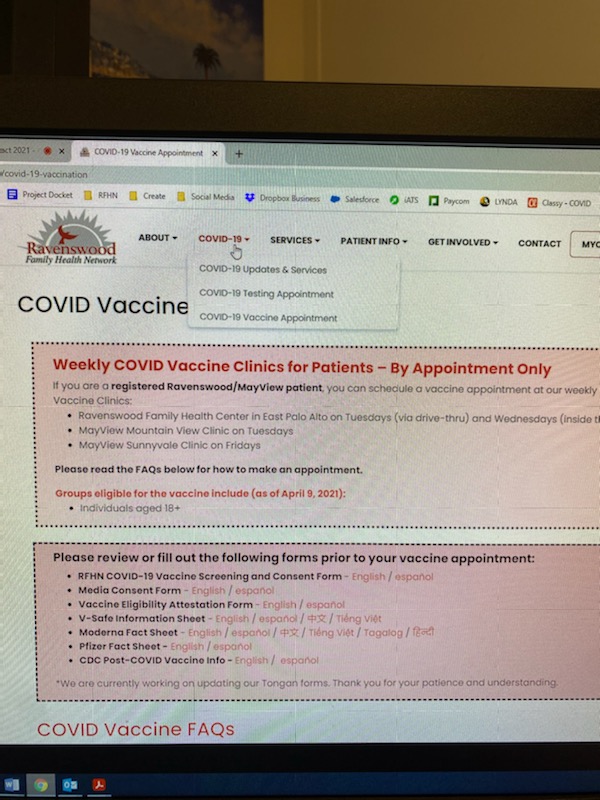 act 2021 -
COVID-19 Vaccine Appointment
/covid-19-vaccination
Project Docket RFHN Create Social Media Dropbox Business Salesforce iATS Paycom LYNDA Classy - COVID
Ravenswood
Family Health Network
ABOUT COVID-19 SERVICES PATIENT INFO GET INVOLVED CONTACT MYC
COVID-19 Updates & Services
COVID-19 Testing Appointment
COVID-19 Vaccine Appointment
COVID Vaccine
Weekly COVID Vaccine Clinics for Patients – By Appointment Only
If you are a registered Ravenswood/MayView patient, you can schedule a vaccine appointment at our weekly
Vaccine Clinics:
• Ravenswood Family Health Center in East Palo Alto on Tuesdays (via drive-thru) and Wednesdays (inside th
• MayView Mountain View Clinic on Tuesdays
• MayView Sunnyvale Clinic on Fridays
Please read the FAQs below for how to make an appointment.
Groups eligible for the vaccine include (as of April 9, 2021):
• Individuals aged 18+
Please review or fill out the following forms prior to your vaccine appointment:
• RFHN COVID-19 Vaccine Screening and Consent Form - English / español
• Media Consent Form - English / español
• Vaccine Eligibility Attestation Form - English / español
• V-Safe Information Sheet - English / español / 中文 / Tiếng Việt
• Moderna Fact Sheet - English / español / 中文 / Tiếng Việt / Tagalog / हिन्दी
• Pfizer Fact Sheet - English / español
• CDC Post-COVID Vaccine Info - English / español
*We are currently working on updating our Tongan forms. Thank you for your patience and understanding.
COVID Vaccine FAQs